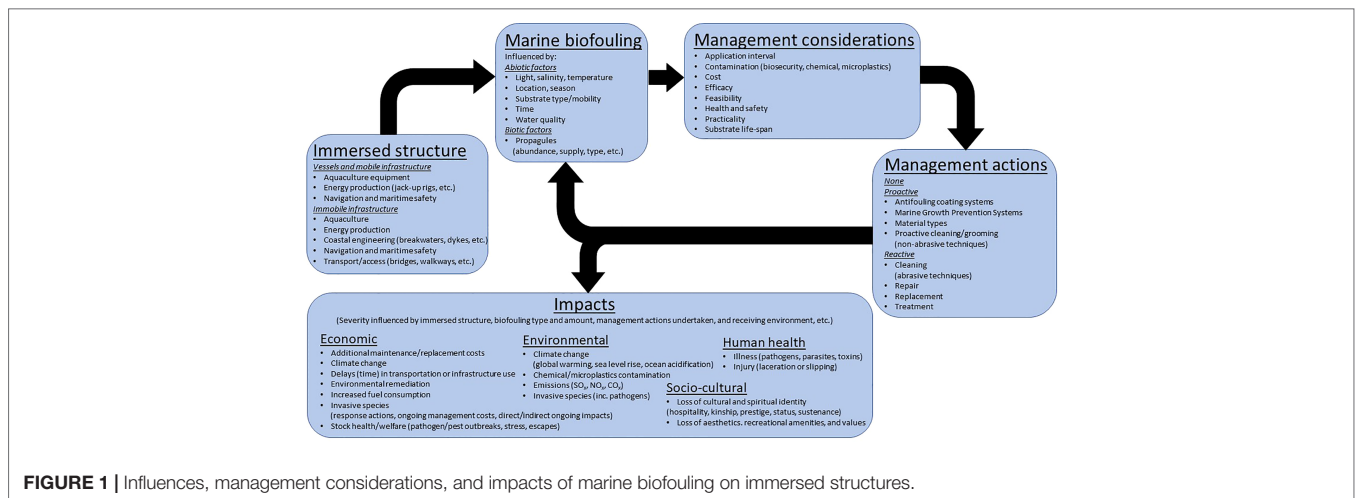 Marine biofouling
Influenced by:
Abiotic factors
• Light, salinity, temperature
• Location, season
• Substrate type/mobility
• Time
• Water quality
Biotic factors
• Propagules
(abundance, supply, type, etc.)
Management considerations
• Application interval
• Contamination (biosecurity, chemical, microplastics)
• Cost
• Efficacy
• Feasibility
• Health and safety
• Practicality
• Substrate life-span
Immersed structure
Vessels and mobile infrastructure
• Aquaculture equipment
• Energy production (jack-up rigs, etc.)
• Navigation and maritime safety
Immobile infrastructure
• Aquaculture
• Energy production
• Coastal engineering (breakwaters, dykes, etc.)
• Navigation and maritime safety
• Transport/access (bridges, walkways, etc.)
Management actions
None
Proactive
• Antifouling coating systems
• Marine Growth Prevention Systems
• Material types
• Proactive cleaning/grooming
(non-abrasive techniques)
Reactive
• Cleaning
(abrasive techniques)
• Repair
• Replacement
• Treatment
Impacts
(Severity influenced by immersed structure, biofouling type and amount, management actions undertaken, and receiving environment, etc.)
Economic
• Additional maintenance/replacement costs
• Climate change
• Delays (time) in transportation or infrastructure use
• Environmental remediation
• Increased fuel consumption
• Invasive species
(response actions, ongoing management costs, direct/indirect ongoing impacts)
• Stock health/welfare (pathogen/pest outbreaks, stress, escapes)
Environmental
• Climate change
(global warming, sea level rise, ocean acidification)
• Chemical/microplastics contamination
• Emissions (SOₓ, NOₓ, COₓ)
• Invasive species (inc. pathogens)
Human health
• Illness (pathogens, parasites, toxins)
• Injury (laceration or slipping)
Socio-cultural
• Loss of cultural and spiritual identity
(hospitality, kinship, prestige, status, sustenance)
• Loss of aesthetics. recreational amenities, and values
FIGURE 1 | Influences, management considerations, and impacts of marine biofouling on immersed structures.